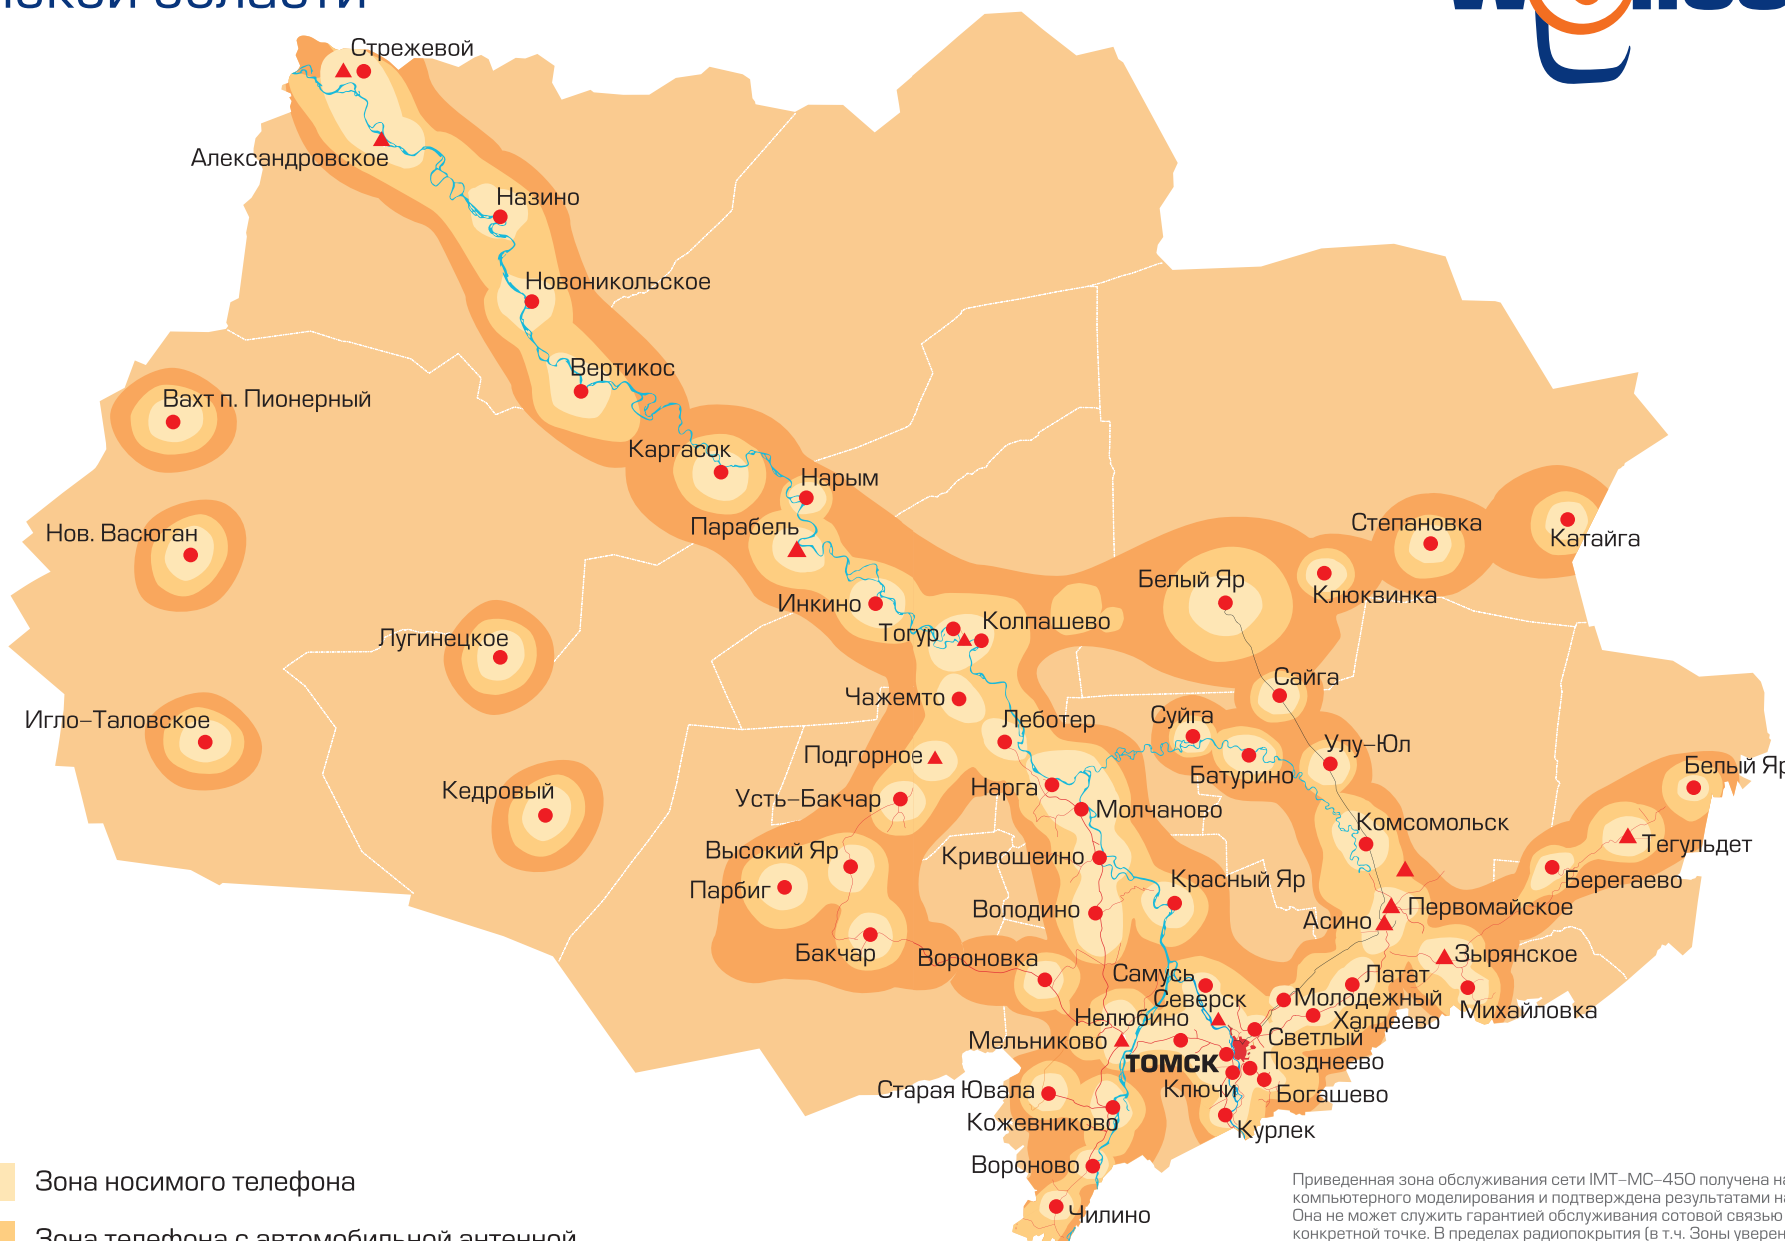 Стрежевой
Александровское
Назино
Новоникольское
Вертикос
Вахт п. Пионерный
Каргасок
Нарым
Парабель
Нов. Васюган
Степановка
Катайга
Белый Яр
Клюквинка
Инкино
Тогур
Колпашево
Лугинецкое
Сайга
Чажемто
Игло-Таловское
Леботер
Суйга
Улу-Юл
Подгорное
Батурино
Белый Яр
Кедровый
Усть-Бакчар
Нарга
Молчаново
Комсомольск
Тегульдет
Высокий Яр
Кривошеино
Парбиг
Красный Яр
Берегаево
Володино
Первомайское
Асино
Бакчар
Вороновка
Зырянское
Самусь
Латат
Северск
Молодежный
Михайловка
Нелюбино
Халдеево
Мельниково
Светлый
ТОМСК
Позднеево
Старая Ювала
Ключи
Богашево
Кожевниково
Курлек
Вороново
Чилино
Зона носимого телефона
Зона телефона с автомобильной антенной
Приведенная зона обслуживания сети IMT-MC-450 получена
компьютерного моделирования и подтверждена результатами
Она не может служить гарантией обслуживания сотовой связью
конкретной точке. В пределах радиопокрытия (в т.ч. Зоны